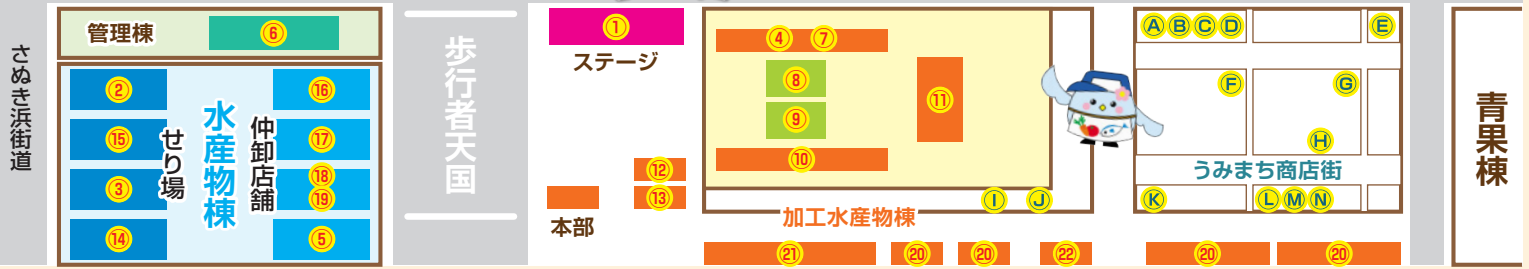 さぬき浜街道
管理棟
⑥
②
⑮
③
⑭
せり場
水産物棟
仲卸店舗
⑯
⑰
⑱
⑲
⑤
歩行者天国
①
ステージ
⑫
⑬
本部
④ ⑦
⑧
⑨
⑩
⑪
Ⓘ Ⓙ
加工水産物棟
㉑ ⑳ ⑳ ㉒
Ⓐ Ⓑ Ⓒ Ⓓ Ⓔ
Ⓕ Ⓖ
Ⓗ
うみまち商店街
Ⓚ Ⓛ Ⓜ Ⓝ
⑳ ⑳
青果棟